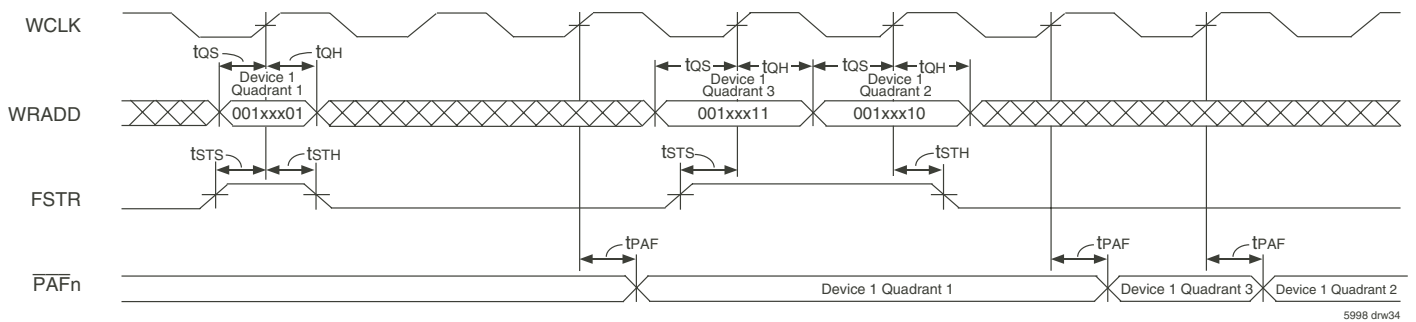 WCLK
tQS
tQH
Device 1
Quadrant 1
tQS
tQH
Device 1
Quadrant 3
tQS
tQH
Device 1
Quadrant 2
WRADD
001xxx01
001xxx11
001xxx10
tSTS
tSTH
tSTS
tSTH
FSTR
tPAF
tPAF
tPAF
PAFn
Device 1 Quadrant 1
Device 1 Quadrant 3
Device 1 Quadrant 2
5998 drw34